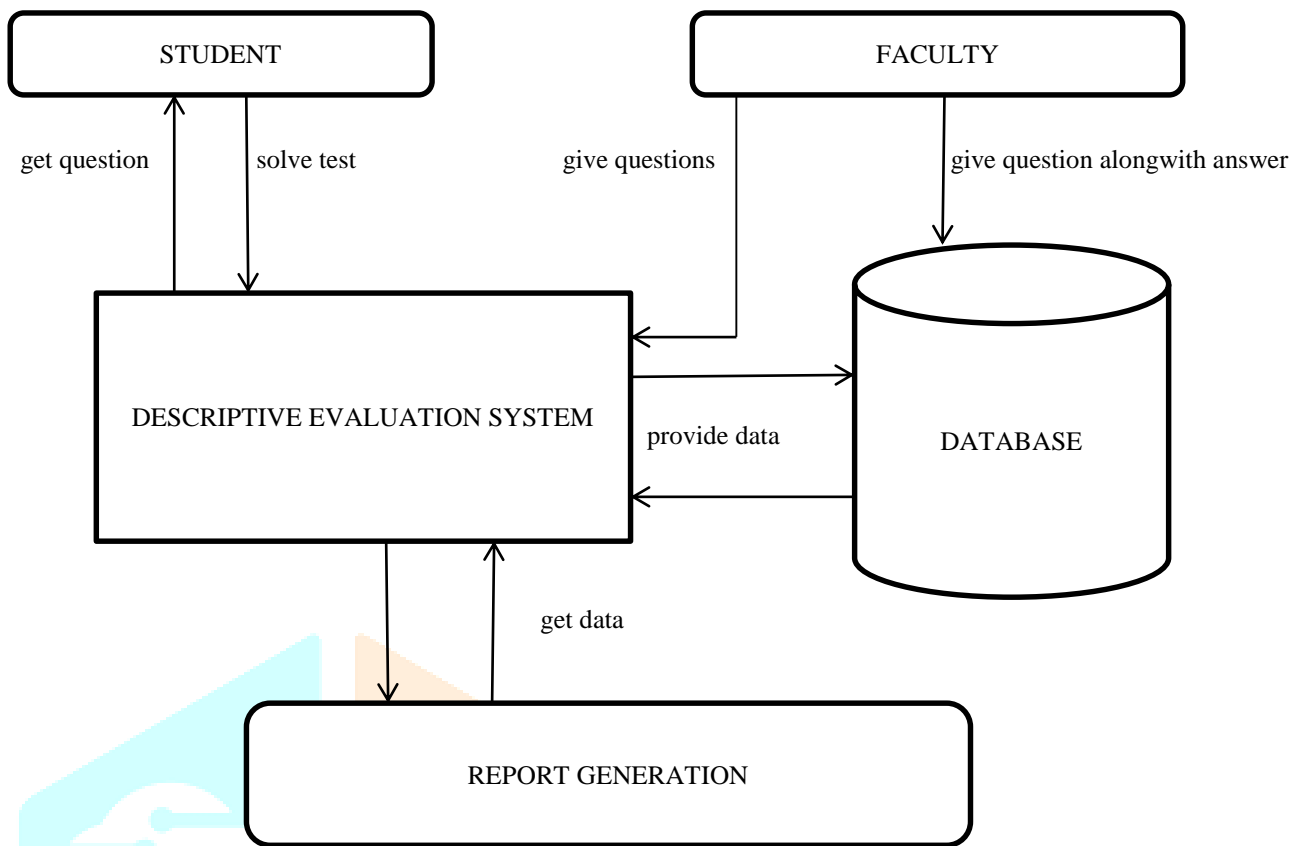 STUDENT
FACULTY
get question
solve test
give questions
give question alongwith answer
DESCRIPTIVE EVALUATION SYSTEM
provide data
DATABASE
get data
REPORT GENERATION